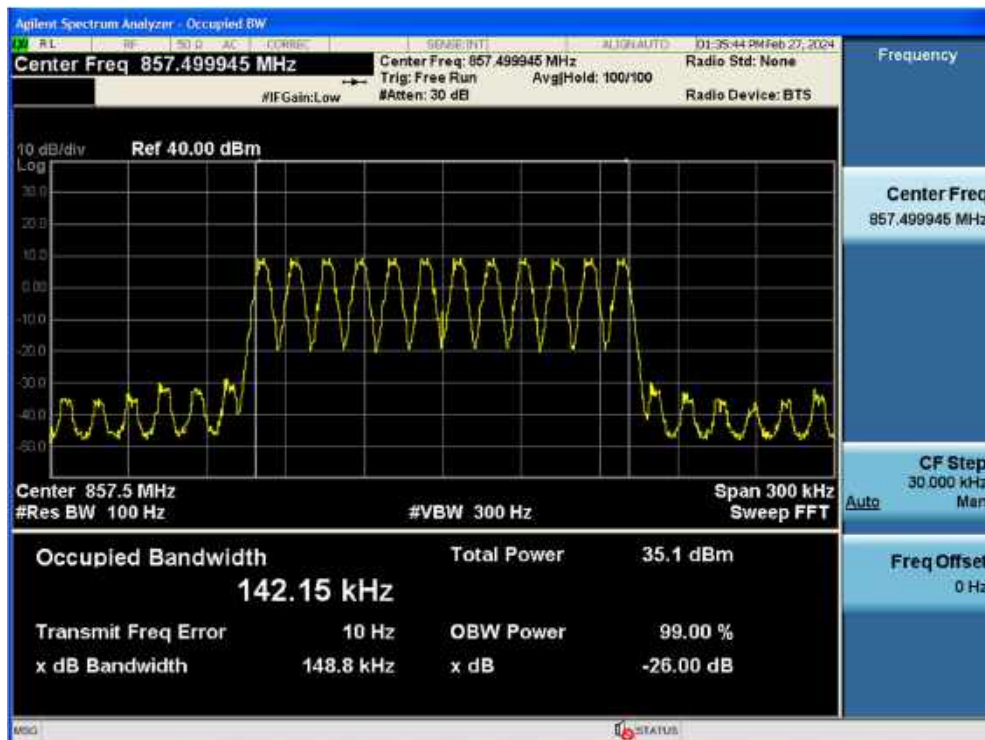 Agilent Spectrum Analyzer - Occupied BW
RL RF 50 Ω AC CORREC SENSE:INT ALIGN AUTO 01:35:44 PM Feb 27, 2024
Center Freq 857.499945 MHz
Center Freq: 857.499945 MHz
Radio Std: None
Trig: Free Run
Avg|Hold: 100/100
#IFGain:Low
#Atten: 30 dB
Radio Device: BTS
10 dB/div
Ref 40.00 dBm
Log
30.0
20.0
10.0
0.00
-10.0
-20.0
-30.0
-40.0
-50.0
Center 857.5 MHz
Span 300 kHz
#Res BW 100 Hz
#VBW 300 Hz
Sweep FFT
Occupied Bandwidth
142.15 kHz
Total Power 35.1 dBm
Transmit Freq Error 10 Hz
OBW Power 99.00 %
x dB Bandwidth 148.8 kHz
x dB -26.00 dB
Frequency
Center Freq
857.499945 MHz
CF Step
30.000 kHz
Auto Man
Freq Offset
0 Hz
MSG
STATUS